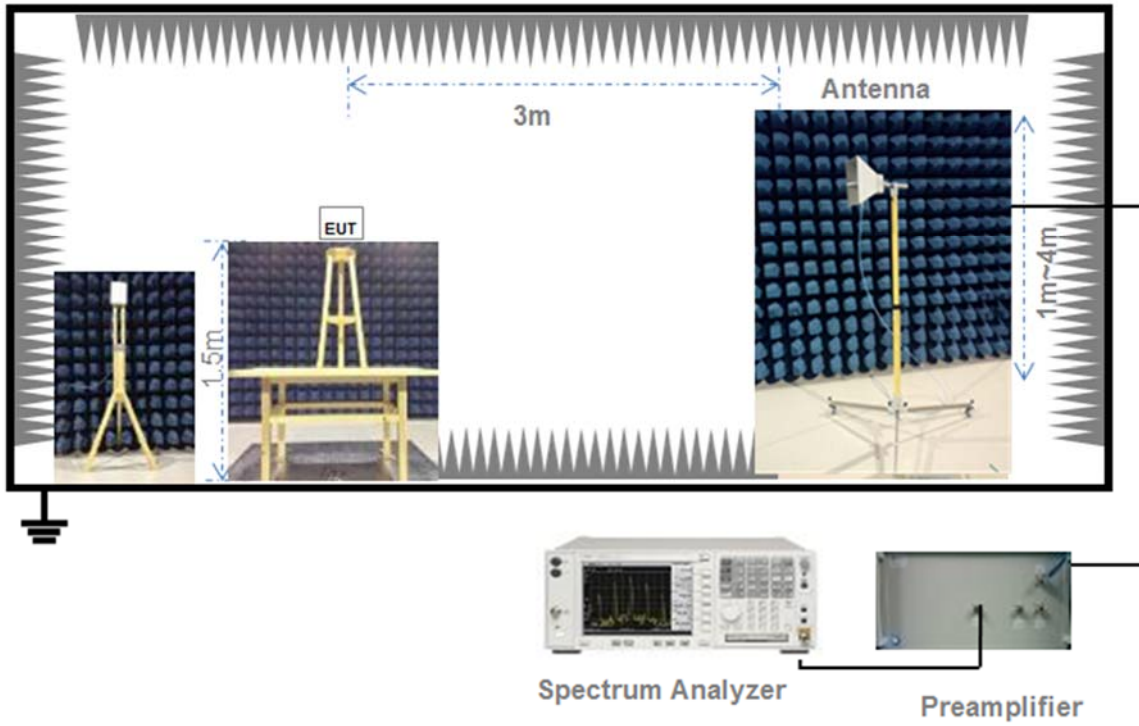 Antenna
3m
EUT
1.5m
1m~4m
Spectrum Analyzer
Preamplifier